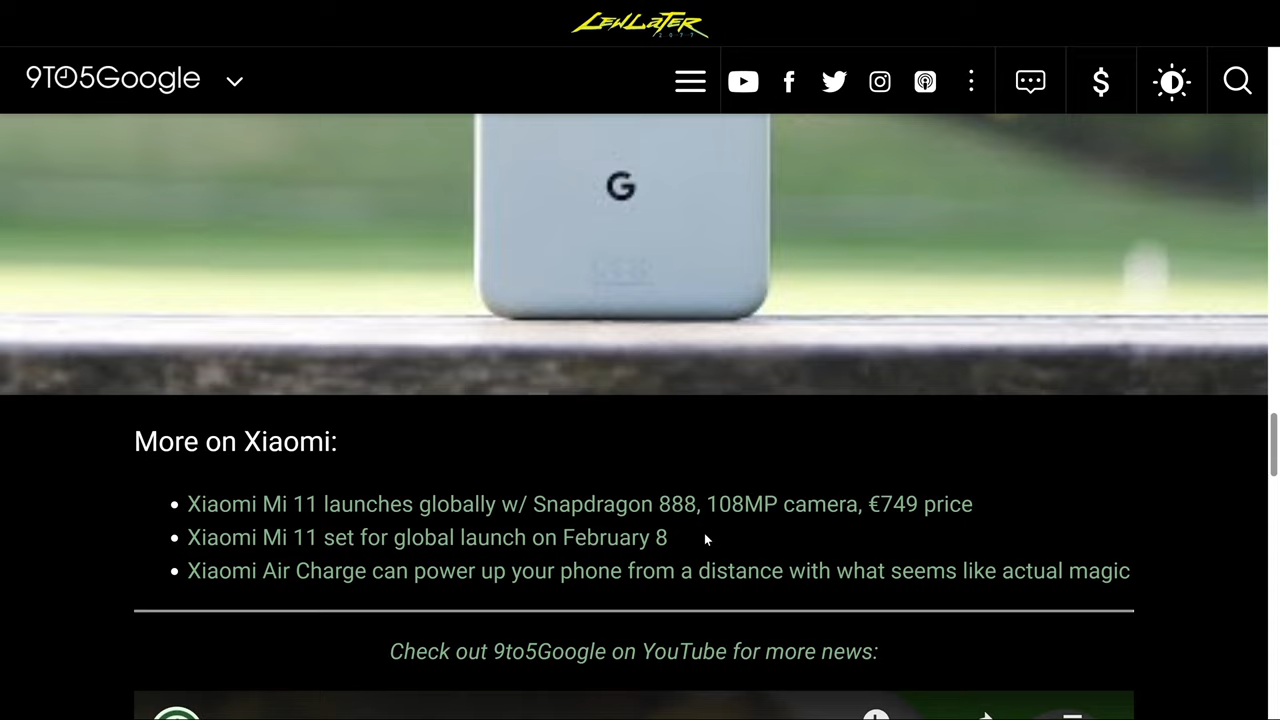 LEWLATER
2077
9TO5Google
$
G
More on Xiaomi:
Xiaomi Mi 11 launches globally w/ Snapdragon 888, 108MP camera, €749 price
Xiaomi Mi 11 set for global launch on February 8
Xiaomi Air Charge can power up your phone from a distance with what seems like actual magic
Check out 9to5Google on YouTube for more news: